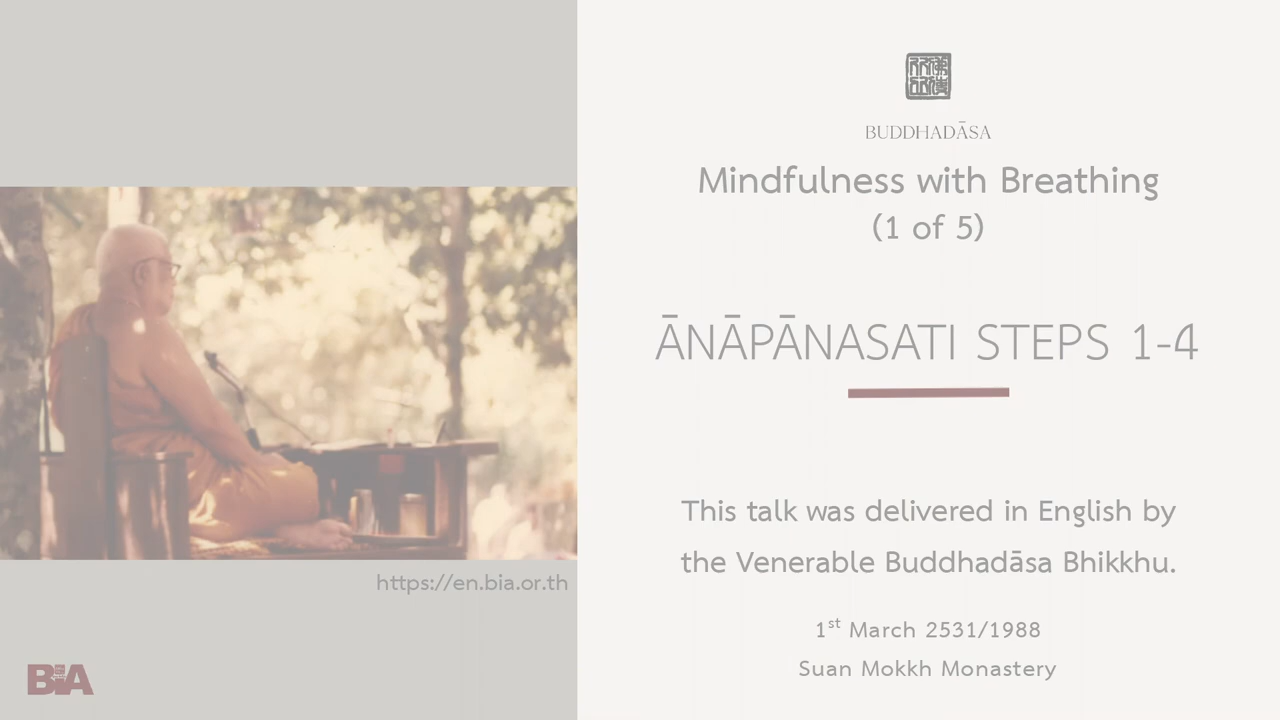 BUDDHADĀSA
Mindfulness with Breathing
(1 of 5)
ĀNĀPĀNASATI STEPS 1-4
This talk was delivered in English by
the Venerable Buddhadāsa Bhikkhu.
1st March 2531/1988
Suan Mokkh Monastery
https://en.bia.or.th
BIA